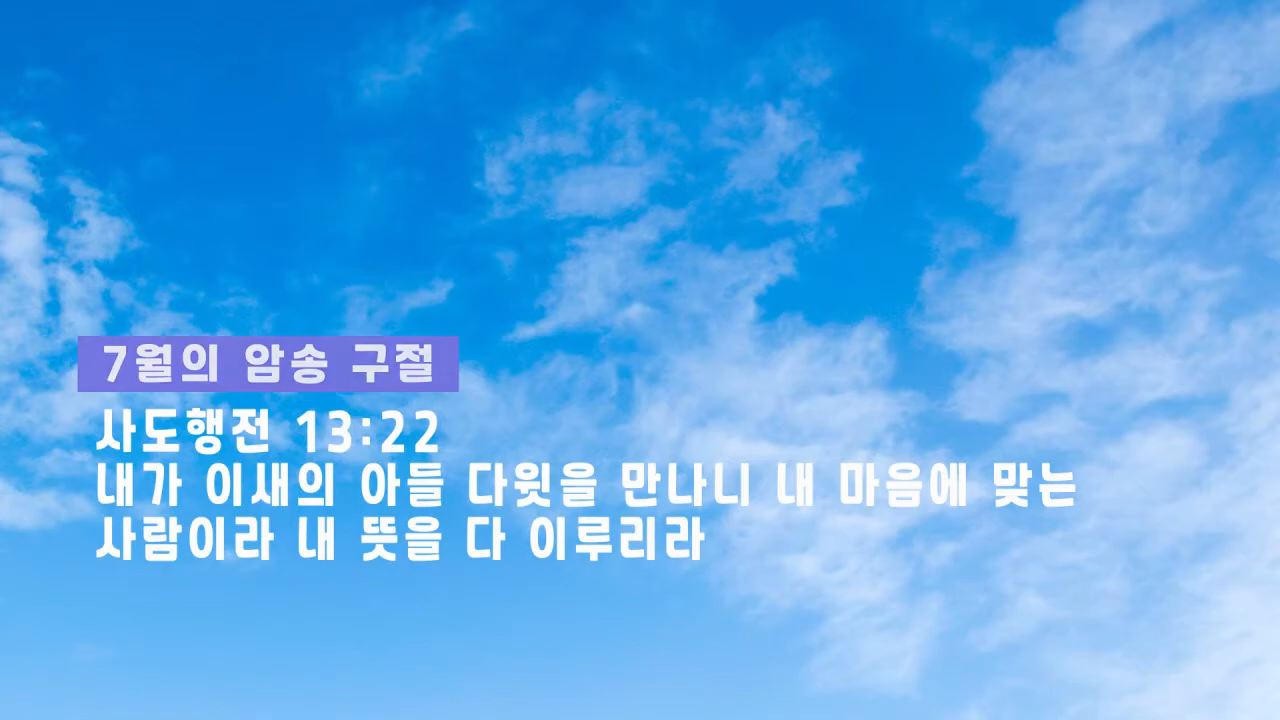 7월의 암송 구절
사도행전 13:22
내가 이새의 아들 다윗을 만나니 내 마음에 맞는
사람이라 내 뜻을 다 이루리라